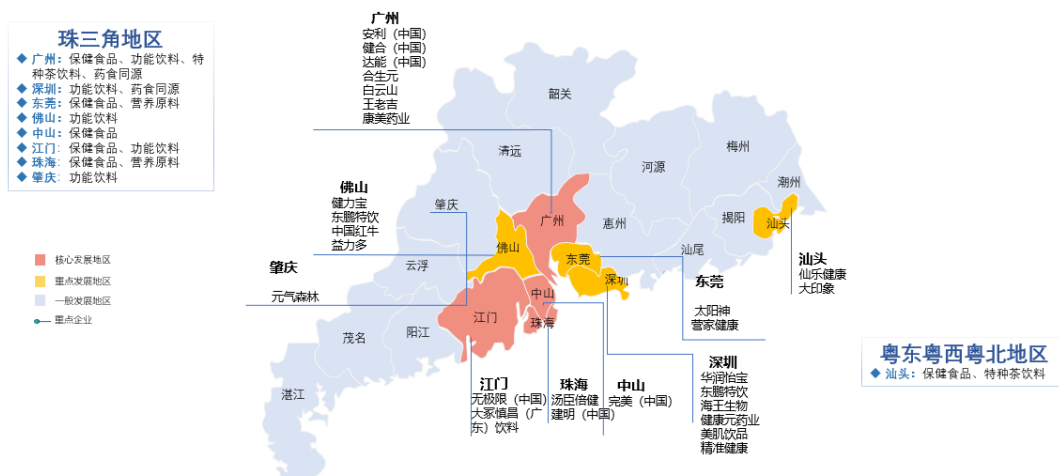 珠三角地区
◆ 广州：保健食品、功能饮料、特
种茶饮料、药食同源
◆ 深圳：功能饮料、药食同源
◆ 东莞：保健食品、营养原料
◆ 佛山：功能饮料
◆ 中山：保健食品
◆ 江门：保健食品、功能饮料
◆ 珠海：保健食品、营养原料
◆ 肇庆：功能饮料
广州
安利（中国）
健合（中国）
达能（中国）
合生元
白云山
王老吉
康美药业
佛山
健力宝
东鹏特饮
中国红牛
益力多
肇庆
元气森林
核心发展地区
重点发展地区
一般发展地区
重点企业
韶关
清远
河源
梅州
潮州
揭阳
汕头
汕尾
惠州
广州
肇庆
佛山
东莞
深圳
云浮
中山
珠海
江门
阳江
茂名
湛江
汕头
仙乐健康
大印象
东莞
太阳神
营家健康
深圳
华润怡宝
东鹏特饮
海王生物
健康元药业
美肌饮品
精准健康
江门
无极限（中国）
大冢慎昌（广
东）饮料
珠海
汤臣倍健
建明（中国）
中山
完美（中国）
粤东粤西粤北地区
◆ 汕头：保健食品、特种茶饮料